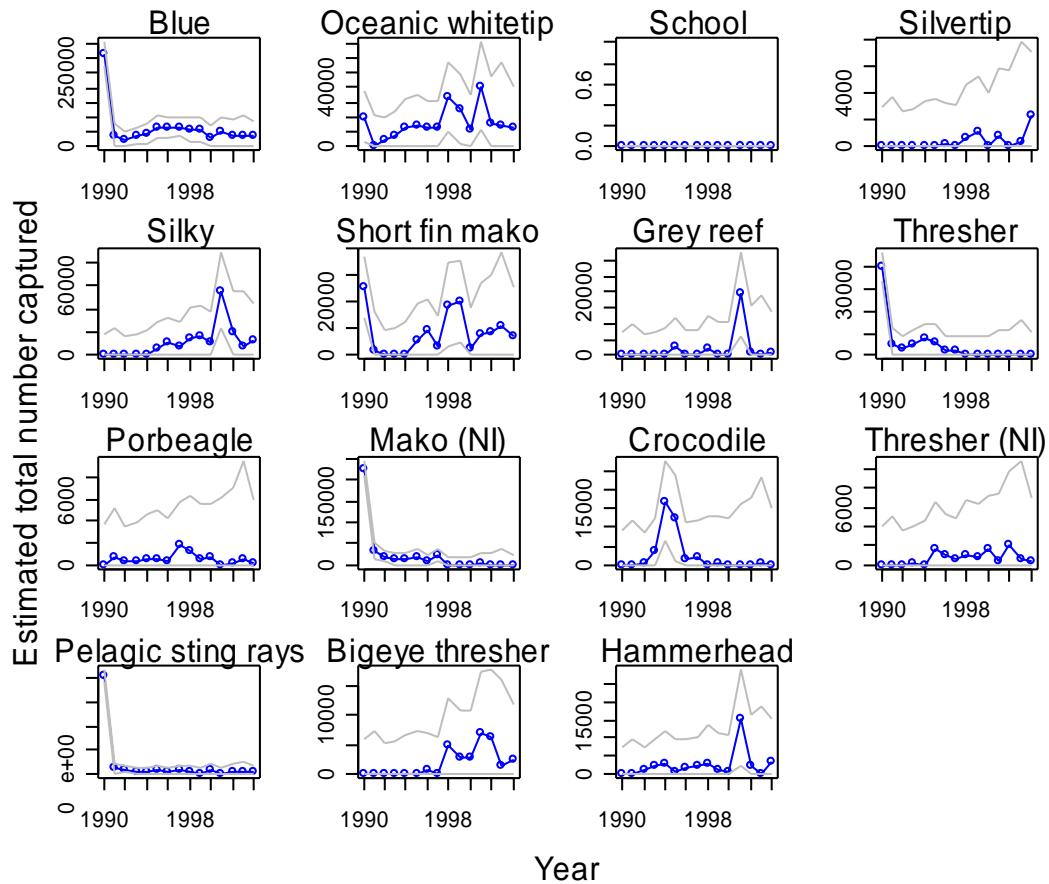 Blue Oceanic whitetip School Silvertip
0 250000 0 40000 0.0 0.6 0 4000
1990 1998 1990 1998 1990 1998 1990 1998
Silky Short fin mako Grey reef Thresher
0 60000 0 20000 0 20000 0 30000
1990 1998 1990 1998 1990 1998 1990 1998
Porbeagle Mako (NI) Crocodile Thresher (NI)
0 6000 0 15000 0 15000 0 6000
1990 1998 1990 1998 1990 1998 1990 1998
Pelagic sting rays Bigeye thresher Hammerhead
0 e+00 0 10000 0 15000
1990 1998 1990 1998 1990 1998
Estimated total number captured
Year